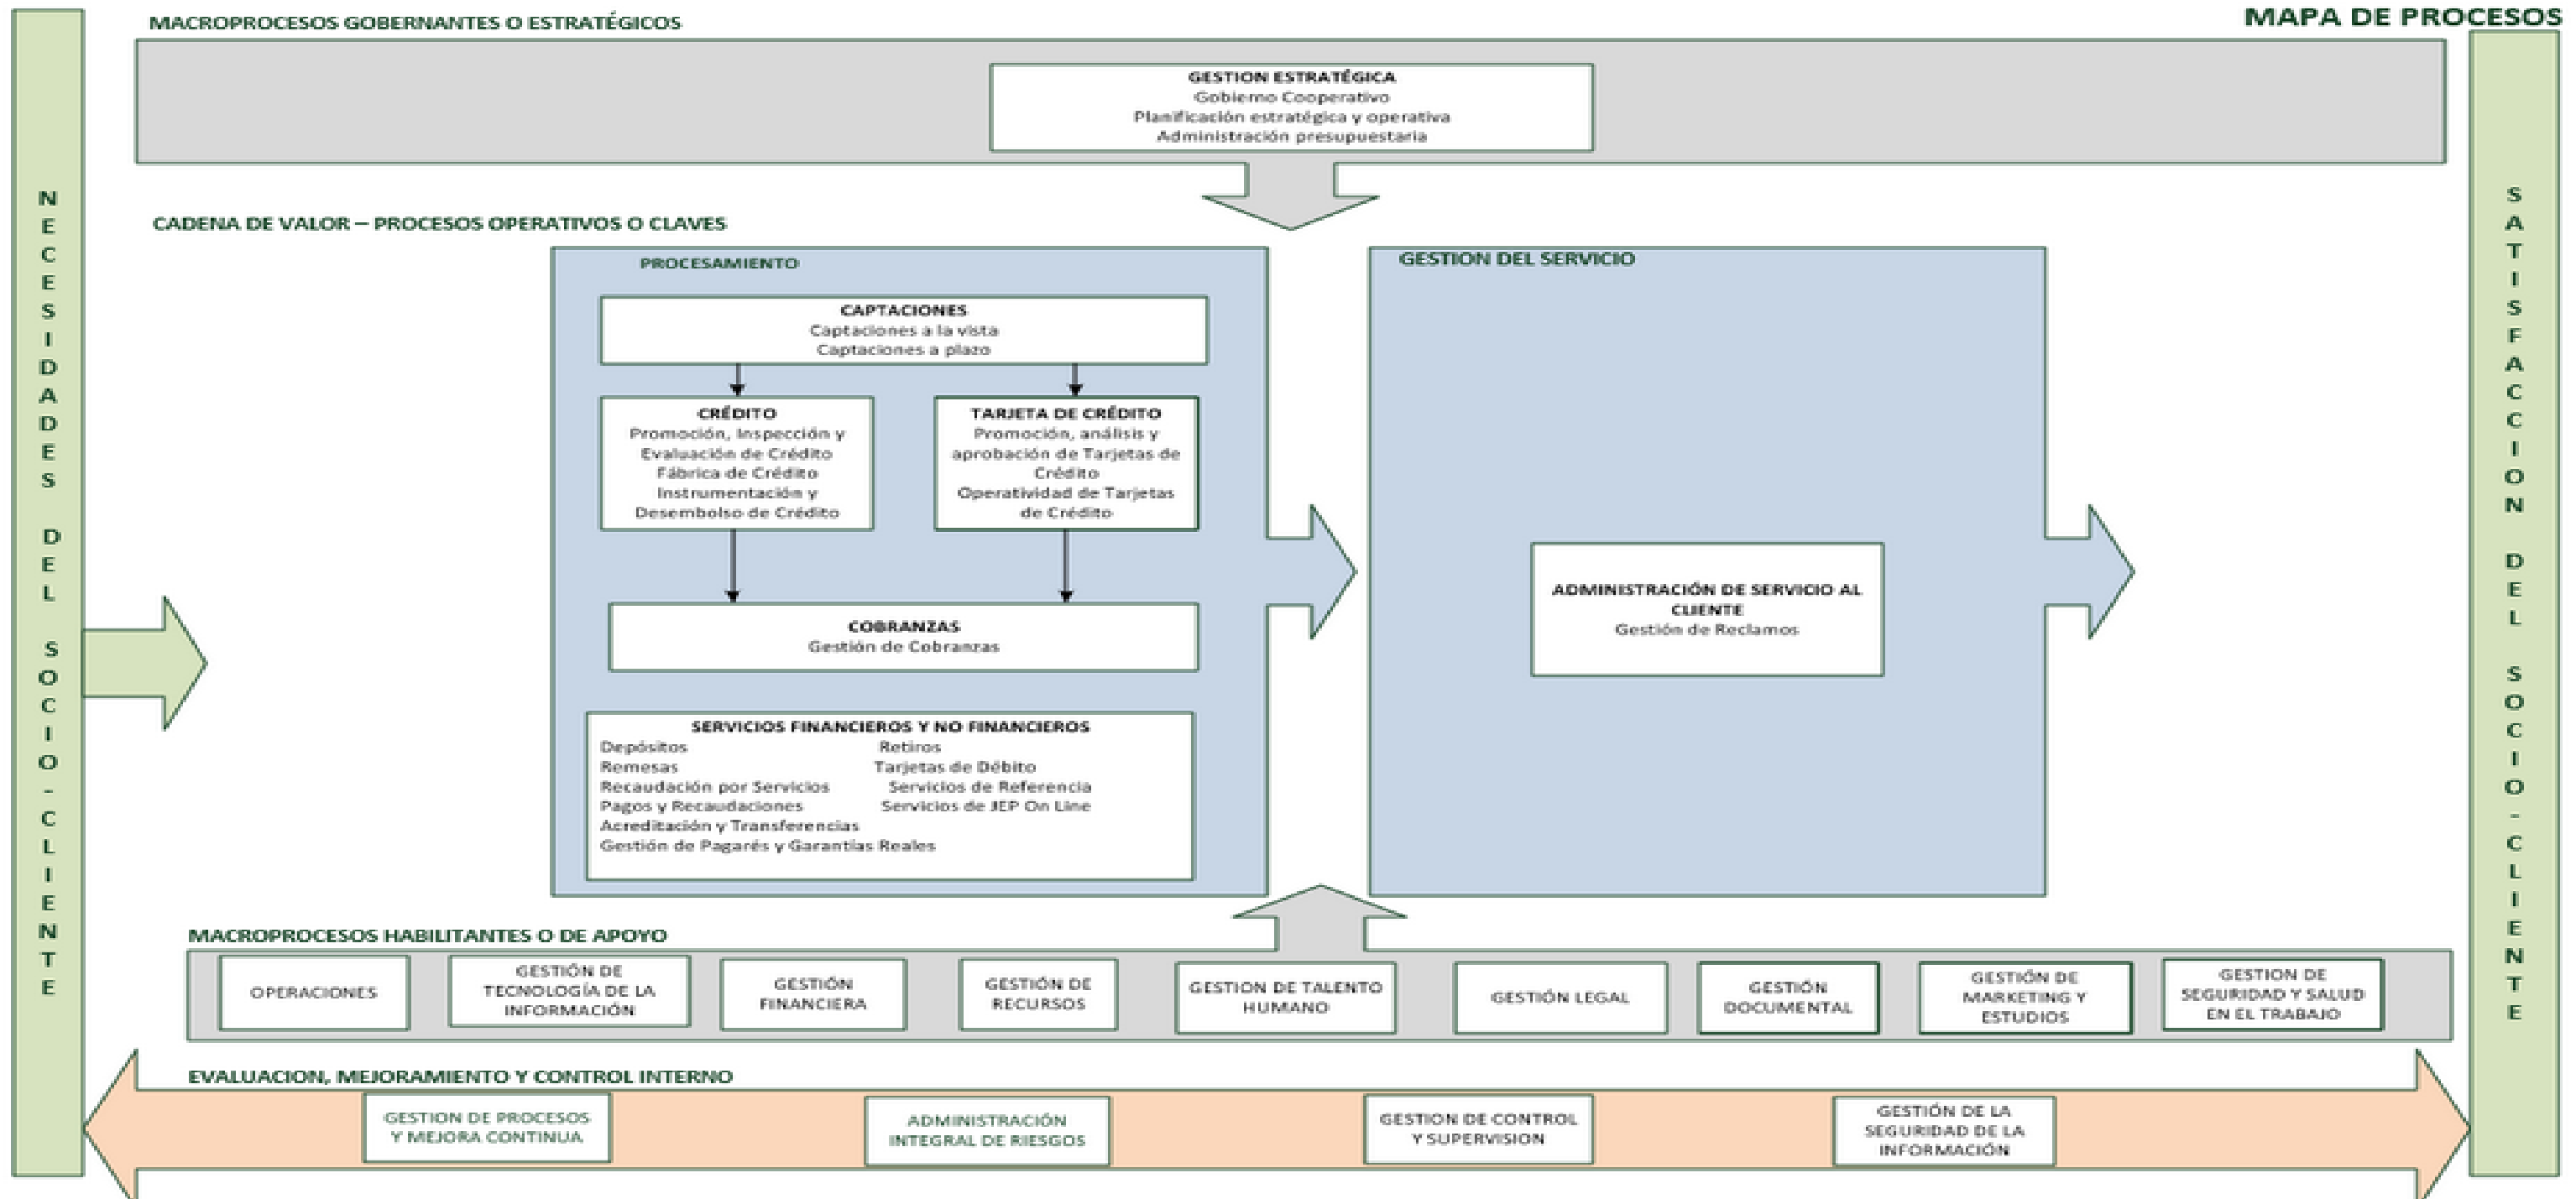 MAPA DE PROCESOS
MACROPROCESOS GOBERNANTES O ESTRATÉGICOS
GESTION ESTRATÉGICA
Gobierno Cooperativo
Planificación estratégica y operativa
Administración presupuestaria
NECESIDADES DEL SOCIO-CLIENTE
CADENA DE VALOR – PROCESOS OPERATIVOS O CLAVES
PROCESAMIENTO
CAPTACIONES
Captaciones a la vista
Captaciones a plazo
CRÉDITO
Promoción, Inspección y
Evaluación de Crédito
Fábrica de Crédito
Instrumentación y
Desembolso de Crédito
TARJETA DE CRÉDITO
Promoción, análisis y
aprobación de Tarjetas de
Crédito
Operatividad de Tarjetas
de Crédito
COBRANZAS
Gestión de Cobranzas
SERVICIOS FINANCIEROS Y NO FINANCIEROS
Depósitos Retiros
Remesas Tarjetas de Débito
Recaudación por Servicios Servicios de Referencia
Pagos y Recaudaciones Servicios de JEP On Line
Acreditación y Transferencias
Gestión de Pagarés y Garantías Reales
GESTION DEL SERVICIO
ADMINISTRACIÓN DE SERVICIO AL
CLIENTE
Gestión de Reclamos
SATISFACCION DEL SOCIO-CLIENTE
MACROPROCESOS HABILITANTES O DE APOYO
OPERACIONES
GESTIÓN DE
TECNOLOGÍA DE LA
INFORMACIÓN
GESTIÓN
FINANCIERA
GESTIÓN DE
RECURSOS
GESTION DE TALENTO
HUMANO
GESTIÓN LEGAL
GESTIÓN
DOCUMENTAL
GESTIÓN DE
MARKETING Y
ESTUDIOS
GESTION DE
SEGURIDAD Y SALUD
EN EL TRABAJO
EVALUACION, MEJORAMIENTO Y CONTROL INTERNO
GESTION DE PROCESOS
Y MEJORA CONTINUA
ADMINISTRACIÓN
INTEGRAL DE RIESGOS
GESTION DE CONTROL
Y SUPERVISION
GESTIÓN DE LA
SEGURIDAD DE LA
INFORMACIÓN